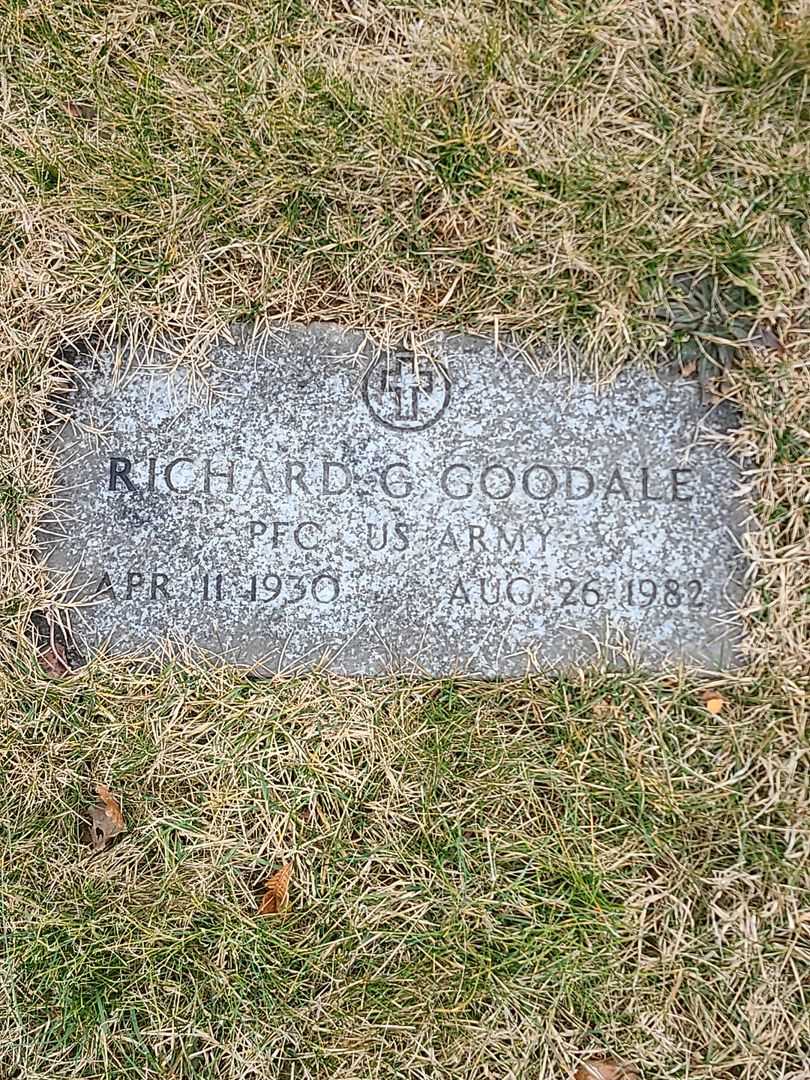 RICHARD G GOODALE
PFC US ARMY
APR 11 1930 AUG 26 1982